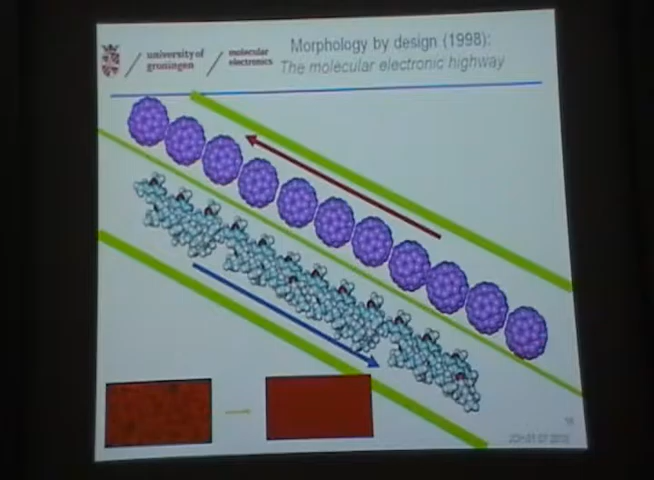 university of
groningen
molecular
electronics
Morphology by design (1998):
The molecular electronic highway